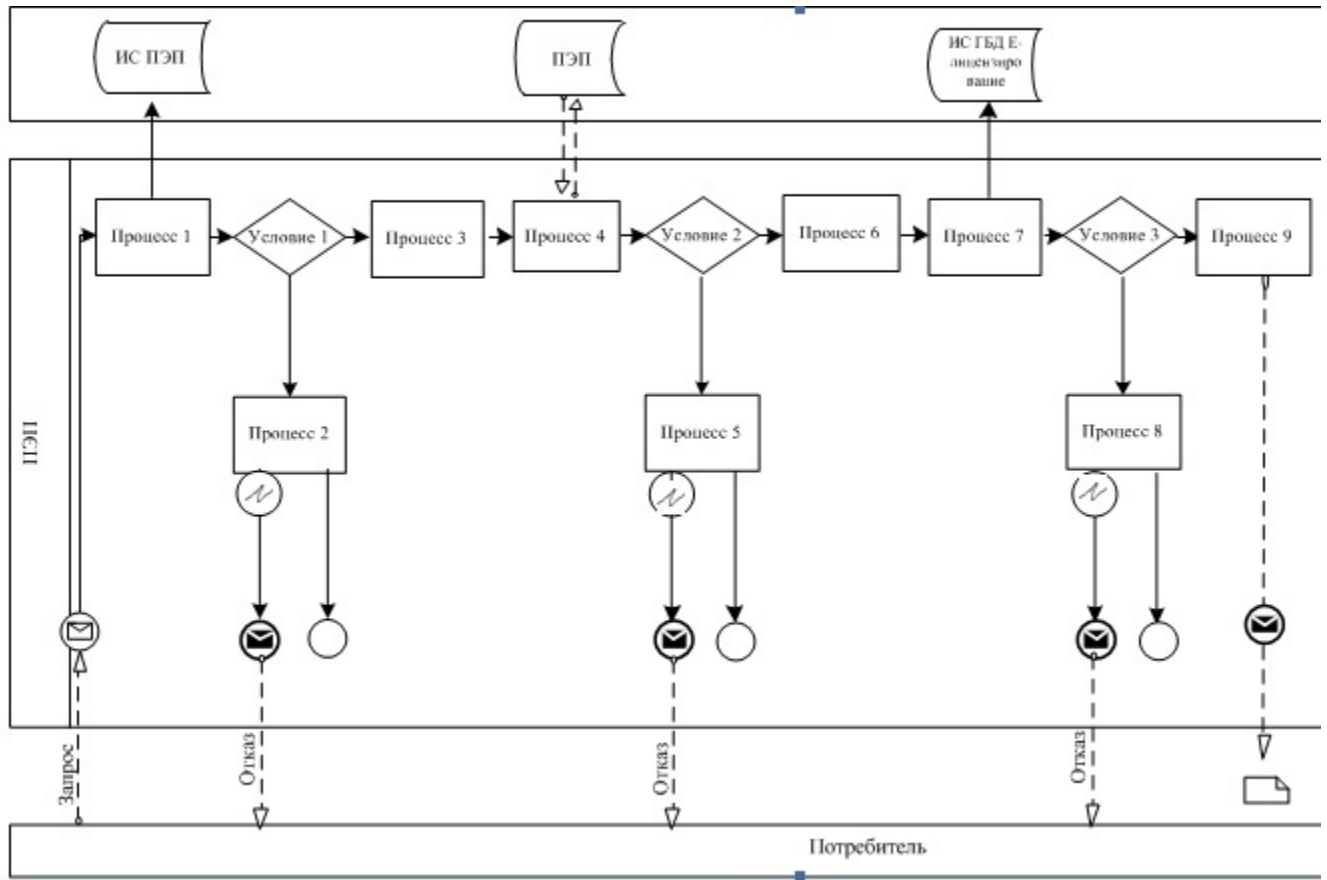 ИС ПЭП
ПЭП
ИС ГБД Е-
лицензиро
вание
ПЭП
Процесс 1
Условие 1
Процесс 3
Процесс 4
Условие 2
Процесс 6
Процесс 7
Условие 3
Процесс 9
Процесс 2
Процесс 5
Процесс 8
Запрос
Отказ
Отказ
Отказ
Потребитель